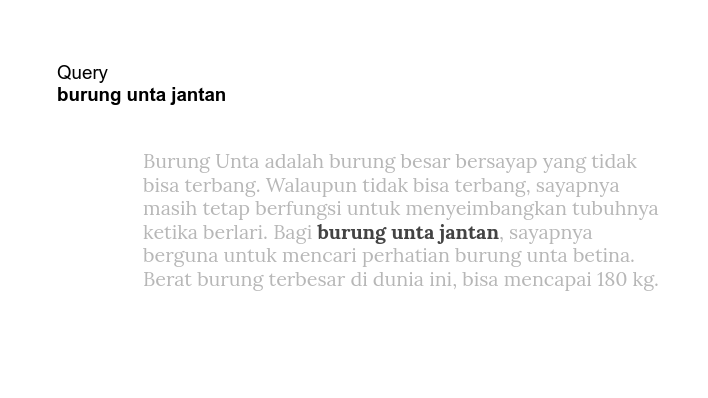 Query
burung unta jantan
Burung Unta adalah burung besar bersayap yang tidak
bisa terbang. Walaupun tidak bisa terbang, sayapnya
masih tetap berfungsi untuk menyeimbangkan tubuhnya
ketika berlari. Bagi burung unta jantan, sayapnya
berguna untuk mencari perhatian burung unta betina.
Berat burung terbesar di dunia ini, bisa mencapai 180 kg.